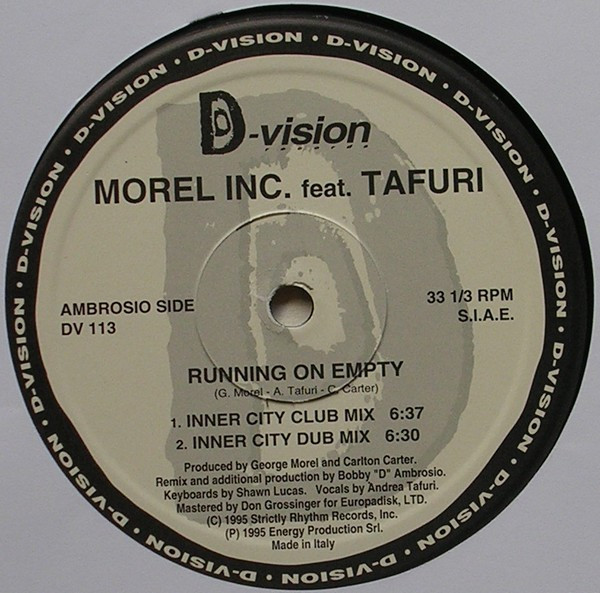 D-VISION • D-VISION • D-VISION • D-VISION • D-VISION • D-VISION • D-VISION • D-VISION • D-VISION • D-VISION • D-VISION • D-VISION •
D-vision
MOREL INC. feat. TAFURI
AMBROSIO SIDE
DV 113
33 1/3 RPM
S.I.A.E.
RUNNING ON EMPTY
(G. Morel - A. Tafuri - C. Carter)
1. INNER CITY CLUB MIX 6:37
2. INNER CITY DUB MIX 6:30
Produced by George Morel and Carlton Carter.
Remix and additional production by Bobby "D" Ambrosio.
Keyboards by Shawn Lucas. Vocals by Andrea Tafuri.
Mastered by Don Grossinger for Europadisk, LTD.
(C) 1995 Strictly Rhythm Records, Inc.
(P) 1995 Energy Production Srl.
Made in Italy